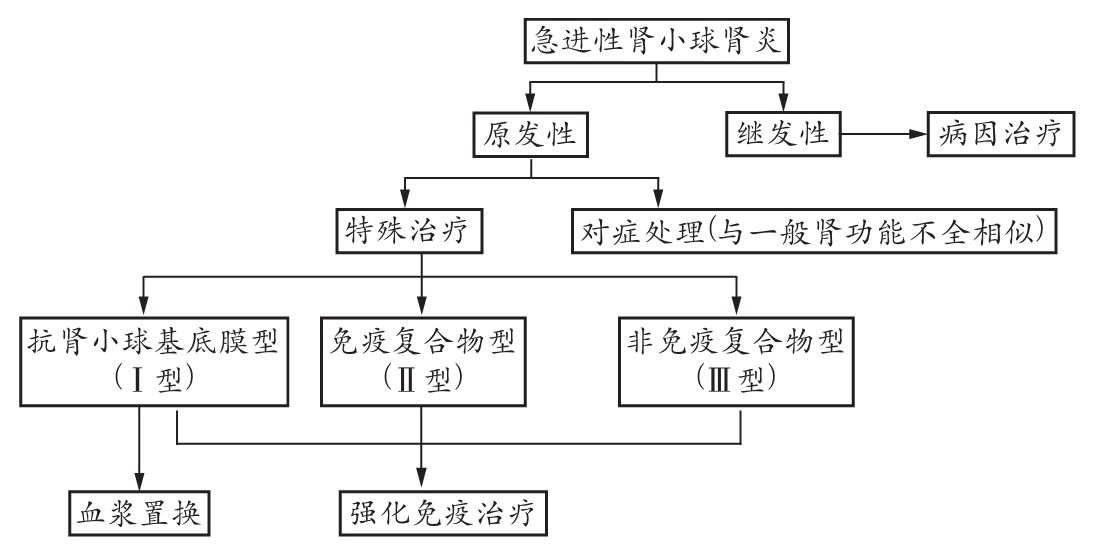 急进性肾小球肾炎
原发性
继发性
病因治疗
特殊治疗
对症处理(与一般肾功能不全相似)
抗肾小球基底膜型
(Ⅰ型)
免疫复合物型
(Ⅱ型)
非免疫复合物型
(Ⅲ型)
血浆置换
强化免疫治疗